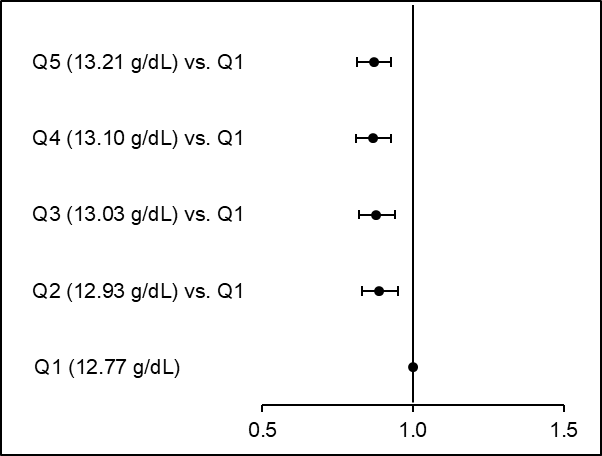 Q5 (13.21 g/dL) vs. Q1
Q4 (13.10 g/dL) vs. Q1
Q3 (13.03 g/dL) vs. Q1
Q2 (12.93 g/dL) vs. Q1
Q1 (12.77 g/dL)
0.5 1.0 1.5